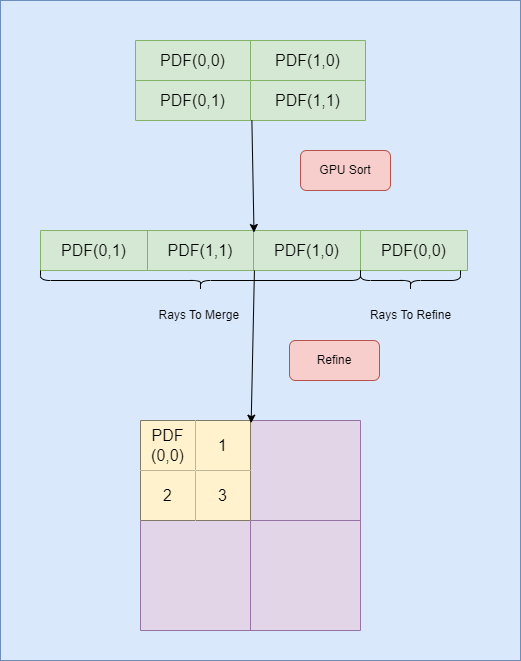 PDF(0,0) PDF(1,0)
PDF(0,1) PDF(1,1)
GPU Sort
PDF(0,1) PDF(1,1) PDF(1,0) PDF(0,0)
Rays To Merge Rays To Refine
Refine
PDF
(0,0)
1
2 3